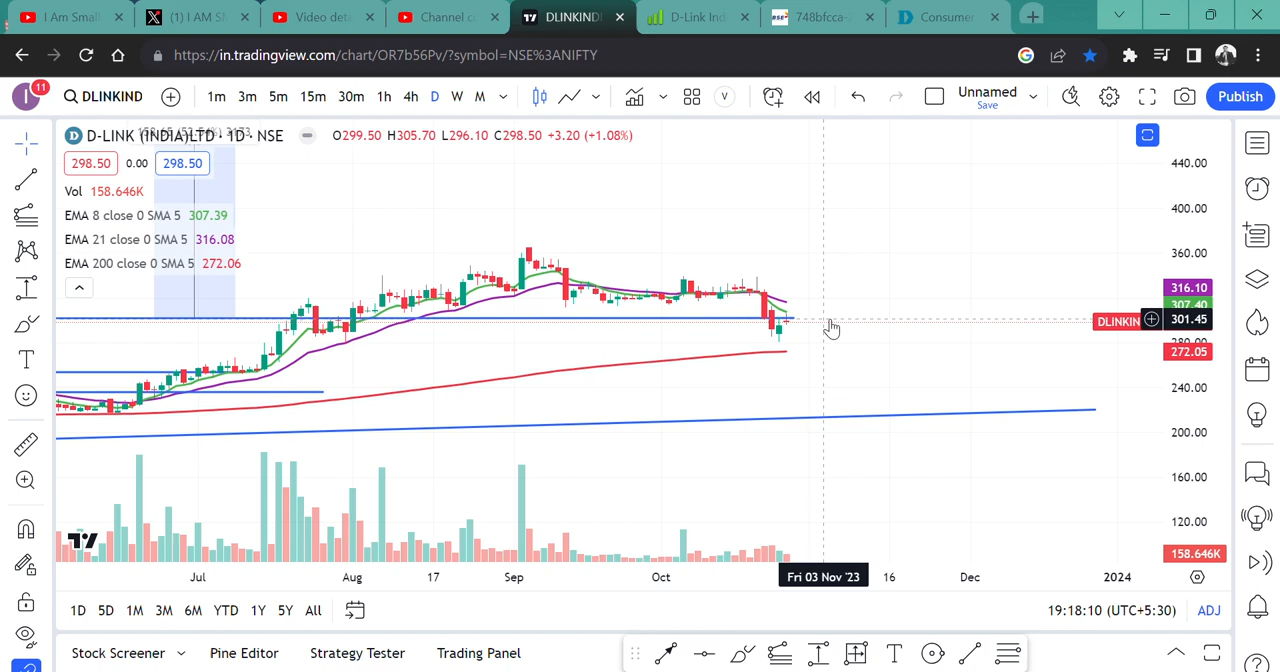 I Am Small
(1) I AM SM
Video det
Channel c
DLINKINDI
D-Link Ind
748bfcca-
Consumer
https://in.tradingview.com/chart/OR7b56Pv/?symbol=NSE%3ANIFTY
I
11
DLINKIND
1m 3m 5m 15m 30m 1h 4h D W M
V
Unnamed
Save
Publish
D-LINK (INDIA) LTD · 1D · NSE
O299.50 H305.70 L296.10 C298.50 +3.20 (+1.08%)
298.50 0.00 298.50
Vol 158.646K
EMA 8 close 0 SMA 5 307.39
EMA 21 close 0 SMA 5 316.08
EMA 200 close 0 SMA 5 272.06
440.00
400.00
360.00
316.10
307.40
DLINKIN
301.45
280.00
272.05
240.00
200.00
160.00
120.00
158.646K
Jul
Aug
17
Sep
Oct
Fri 03 Nov '23
16
Dec
2024
1D 5D 1M 3M 6M YTD 1Y 5Y All
19:18:10 (UTC+5:30) ADJ
Stock Screener
Pine Editor
Strategy Tester
Trading Panel